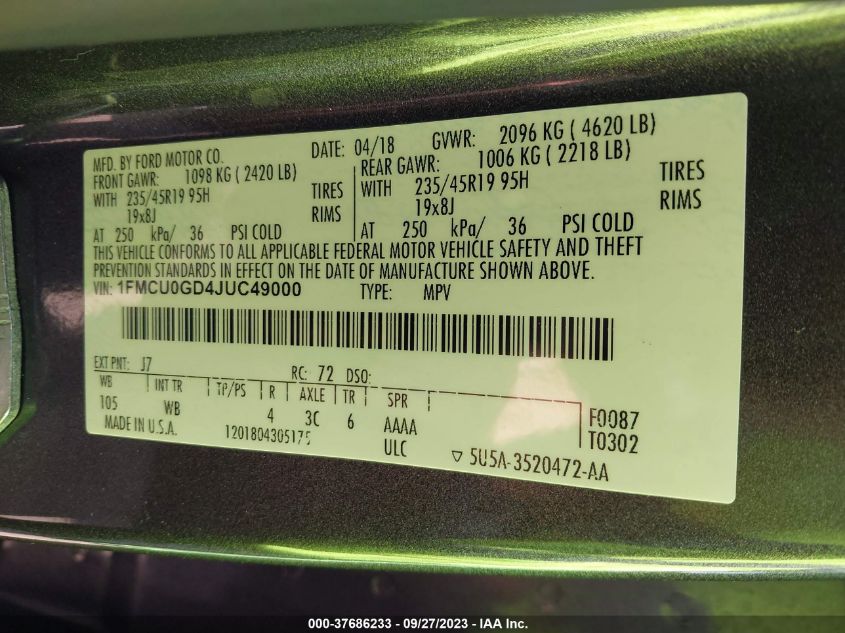 MFD. BY FORD MOTOR CO. DATE: 04/18 GVWR: 2096 KG ( 4620 LB)
FRONT GAWR: 1098 KG ( 2420 LB) REAR GAWR: 1006 KG ( 2218 LB)
WITH 235/45R19 95H TIRES WITH 235/45R19 95H TIRES
19x8J RIMS 19x8J RIMS
AT 250 kPa/ 36 PSI COLD AT 250 kPa/ 36 PSI COLD
THIS VEHICLE CONFORMS TO ALL APPLICABLE FEDERAL MOTOR VEHICLE SAFETY AND THEFT
PREVENTION STANDARDS IN EFFECT ON THE DATE OF MANUFACTURE SHOWN ABOVE.
VIN: 1FMCU0GD4JUC49000 TYPE: MPV
EXT PNT: J7 RC: 72 DSO:
WB INT TR TP/PS R AXLE TR SPR
105 WB 4 3C 6 AAAA F0087
MADE IN U.S.A. 1201804305175 ULC T0302
▽ 5U5A-3520472-AA
000-37686233 - 09/27/2023 - IAA Inc.